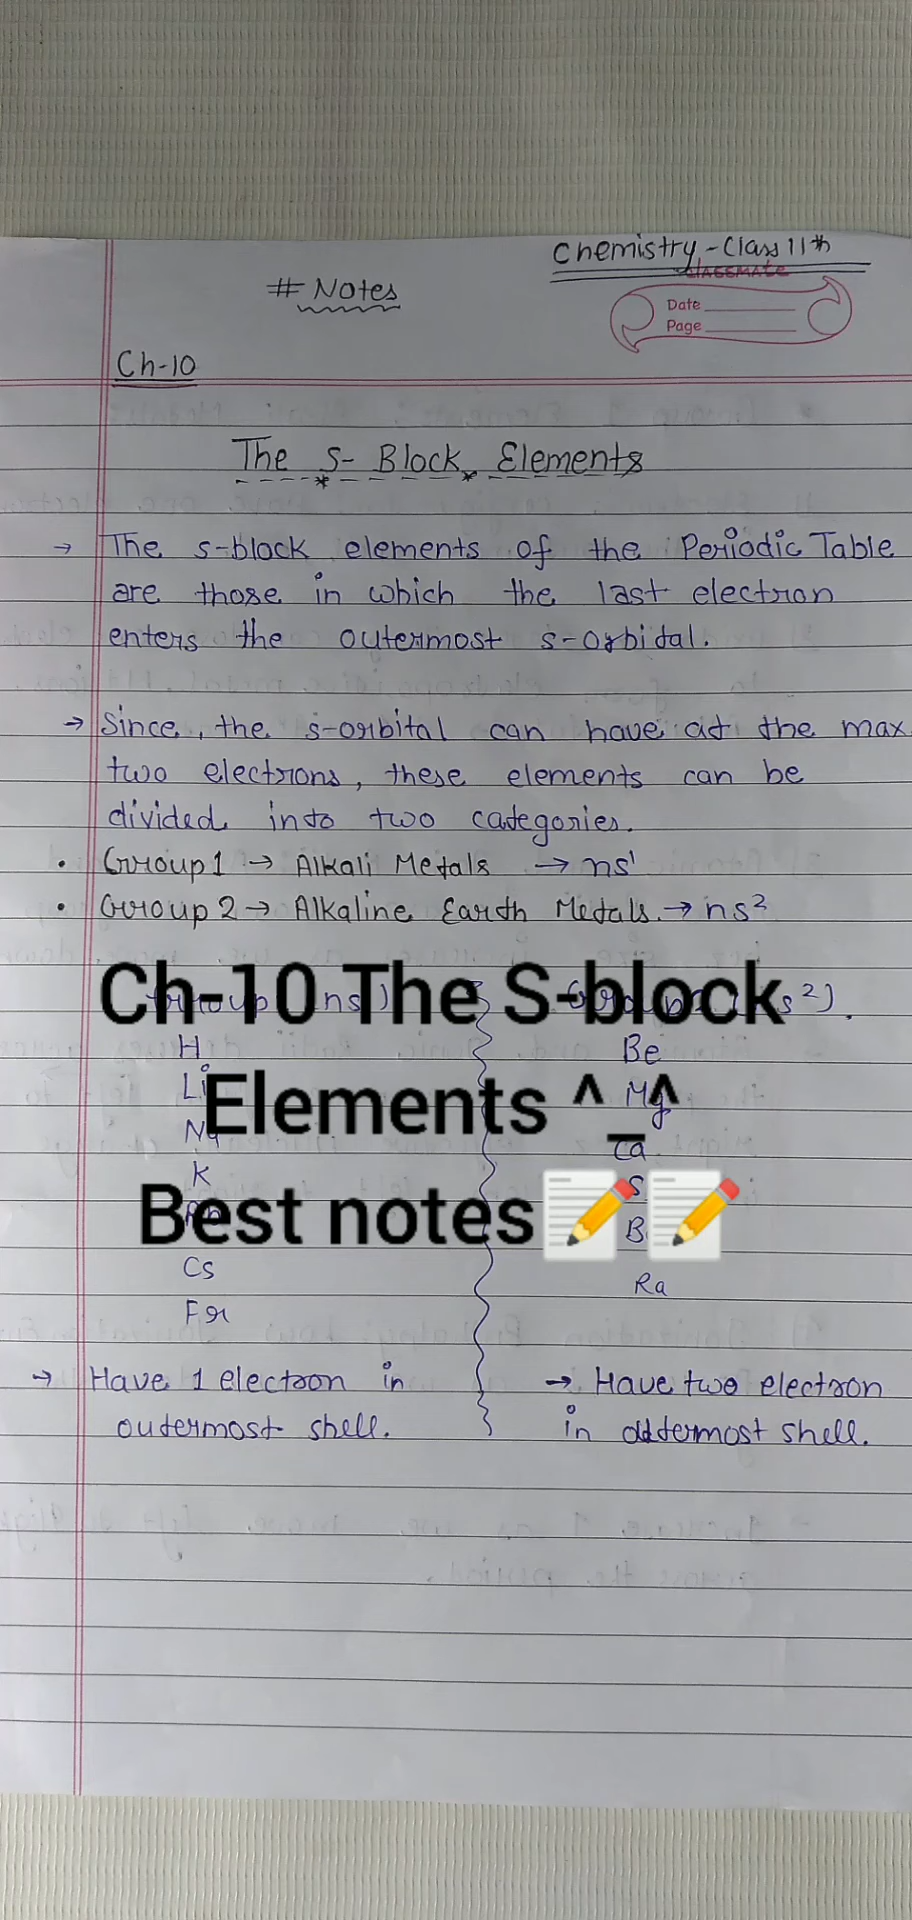 Chemistry-Class 11th
classmate
# Notes
Date
Page
Ch-10
The S-Block Elements
→ The s-block elements of the Periodic Table
are those in which the last electron
enters the outermost s-orbital.
→ Since, the s-orbital can have at the max
two electrons, these elements can be
divided into two categories.
• Group 1 → Alkali Metals → ns¹
• Group 2 → Alkaline Earth Metals. → ns²
Ch-10 The S-block
Elements ^_^
Best notes📝📝
H
Li
Na
K
Cs
Fr
Be
Mg
Ca
Ra
→ Have 1 electron in
outermost shell.
→ Have two electron
in outtermost shell.